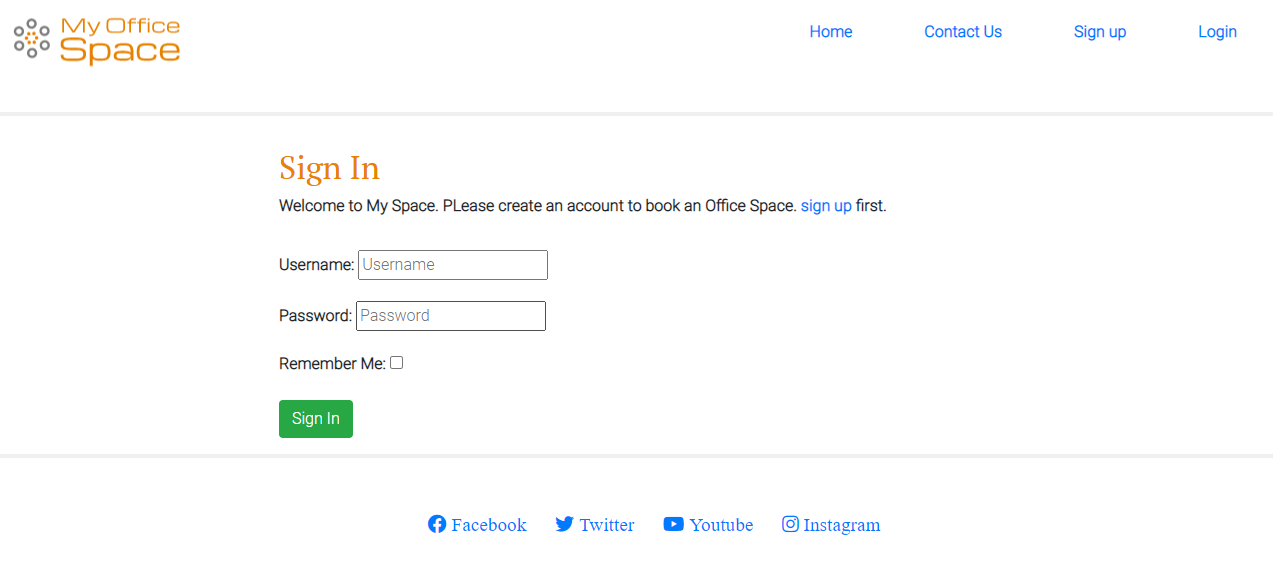 My Office
Space
Home Contact Us Sign up Login
Sign In
Welcome to My Space. PLease create an account to book an Office Space. sign up first.
Username: Username
Password: Password
Remember Me:
Sign In
Facebook Twitter Youtube Instagram